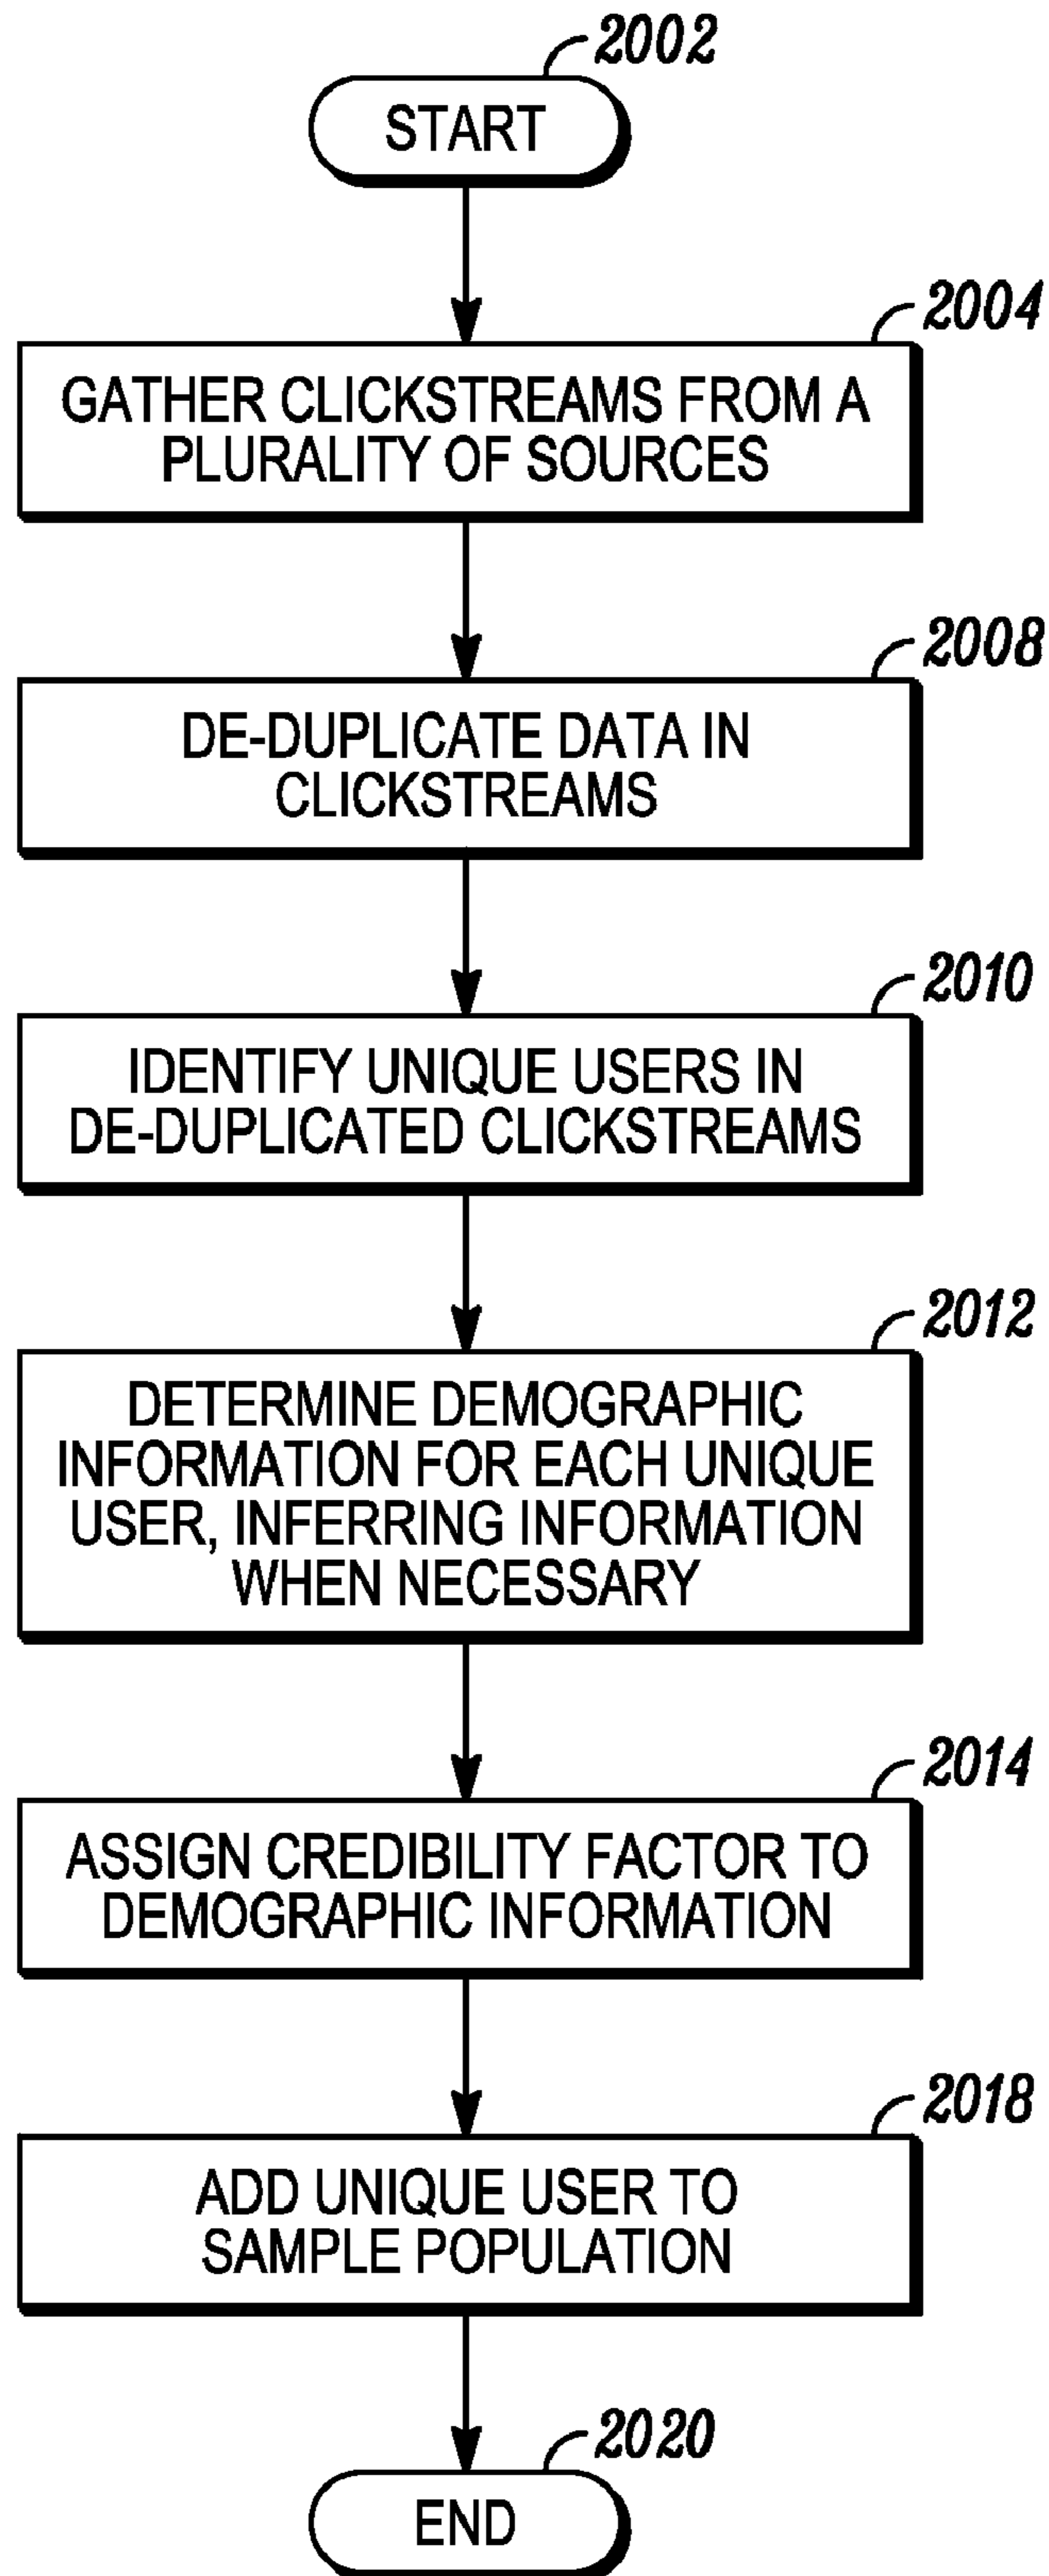 2002
START
2004
GATHER CLICKSTREAMS FROM A
PLURALITY OF SOURCES
2008
DE-DUPLICATE DATA IN
CLICKSTREAMS
2010
IDENTIFY UNIQUE USERS IN
DE-DUPLICATED CLICKSTREAMS
2012
DETERMINE DEMOGRAPHIC
INFORMATION FOR EACH UNIQUE
USER, INFERRING INFORMATION
WHEN NECESSARY
2014
ASSIGN CREDIBILITY FACTOR TO
DEMOGRAPHIC INFORMATION
2018
ADD UNIQUE USER TO
SAMPLE POPULATION
2020
END